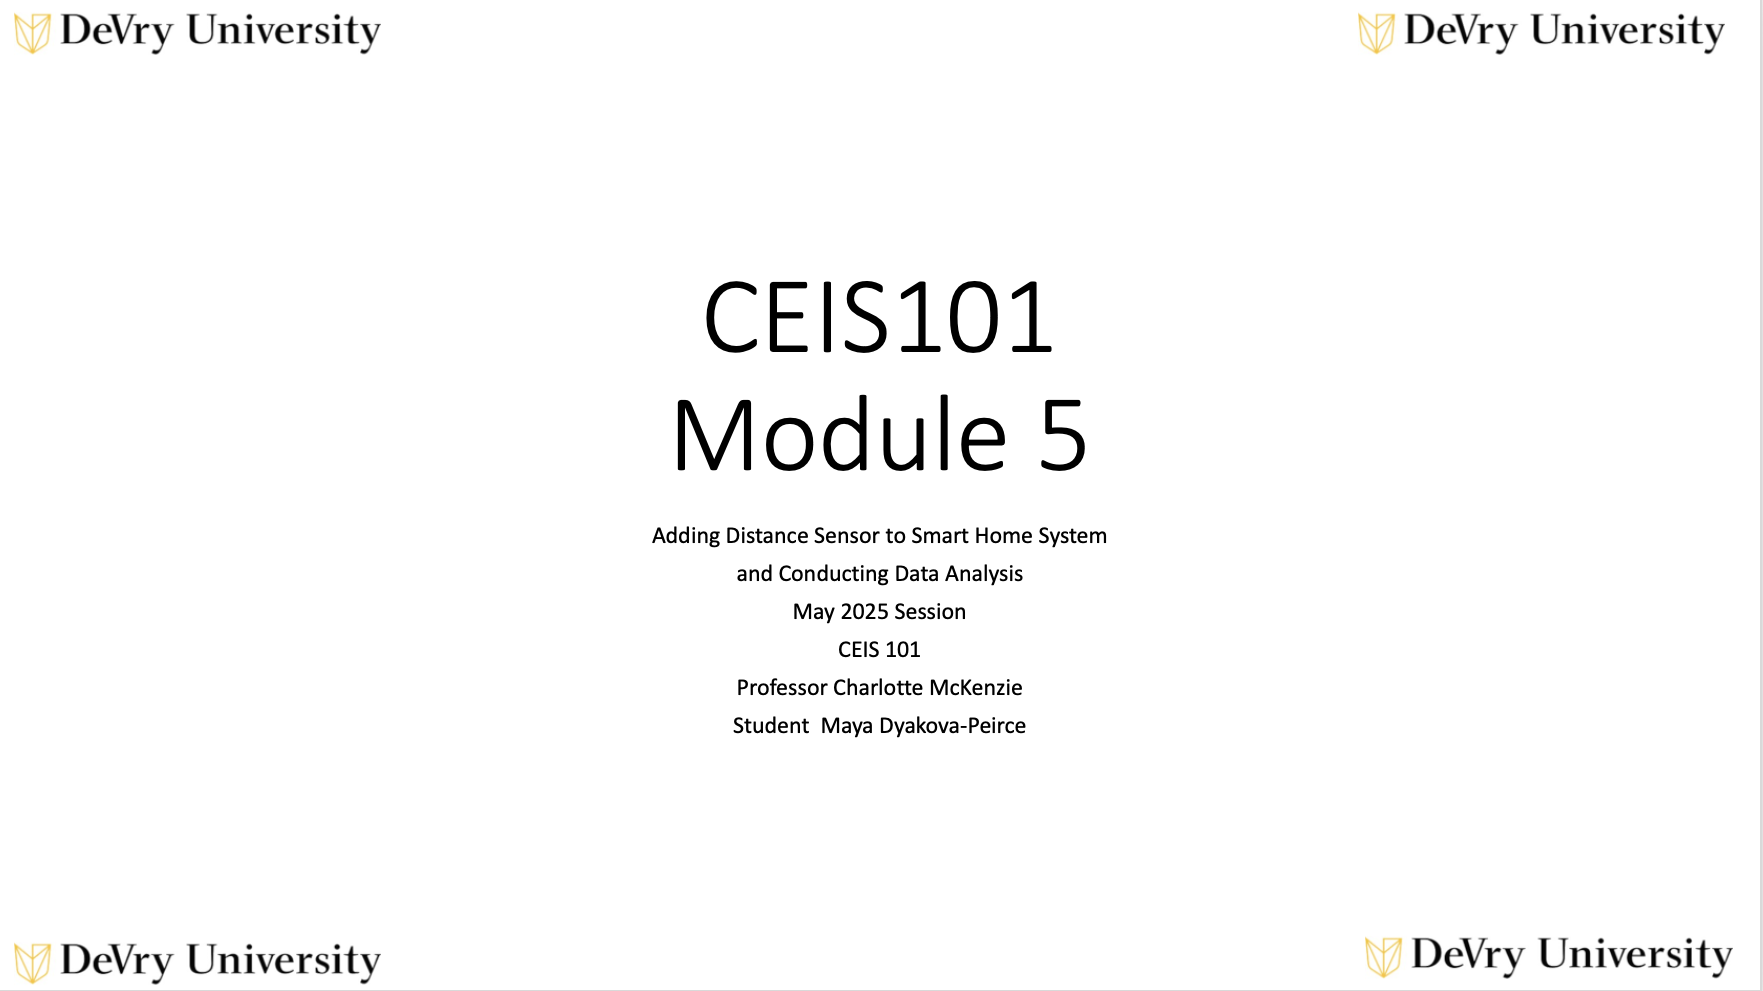 DeVry University
DeVry University
CEIS101
Module 5
Adding Distance Sensor to Smart Home System
and Conducting Data Analysis
May 2025 Session
CEIS 101
Professor Charlotte McKenzie
Student  Maya Dyakova-Peirce
DeVry University
DeVry University